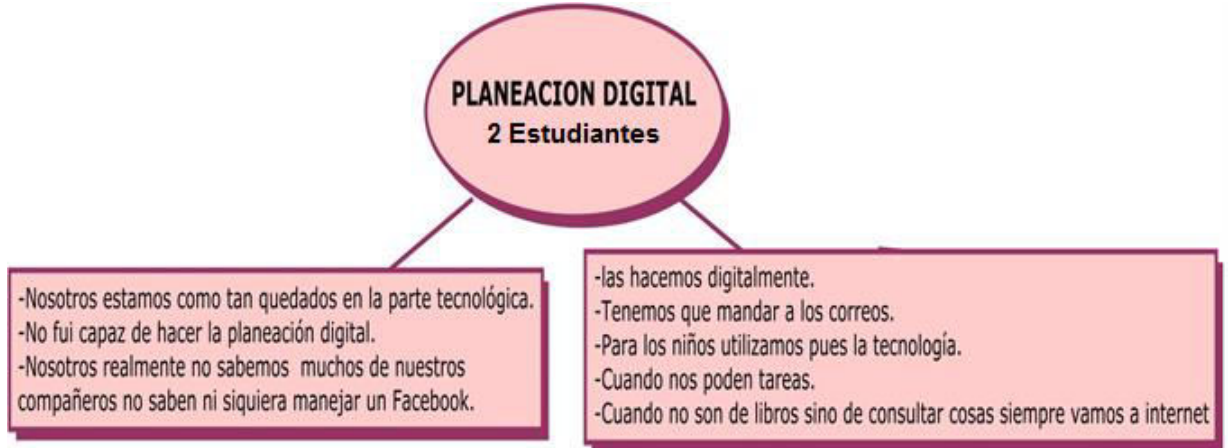 PLANEACION DIGITAL
2 Estudiantes
-Nosotros estamos como tan quedados en la parte tecnológica.
-No fui capaz de hacer la planeación digital.
-Nosotros realmente no sabemos muchos de nuestros
compañeros no saben ni siquiera manejar un Facebook.
-las hacemos digitalmente.
-Tenemos que mandar a los correos.
-Para los niños utilizamos pues la tecnología.
-Cuando nos poden tareas.
-Cuando no son de libros sino de consultar cosas siempre vamos a internet